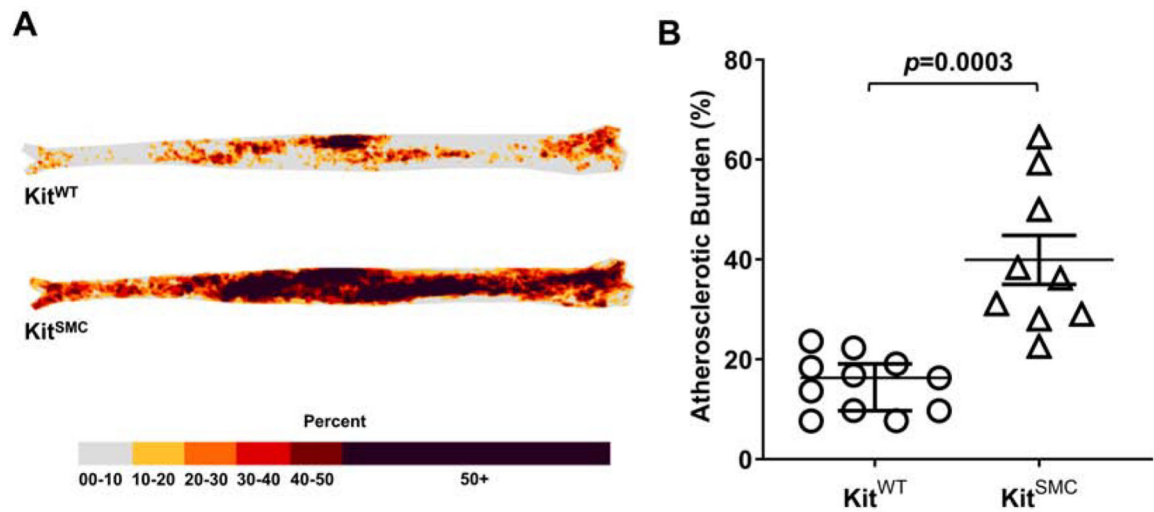 A
Kit^WT
Kit^SMC
Percent
00-10 10-20 20-30 30-40 40-50 50+
B
p=0.0003
Atherosclerotic Burden (%)
80
60
40
20
0
Kit^WT Kit^SMC